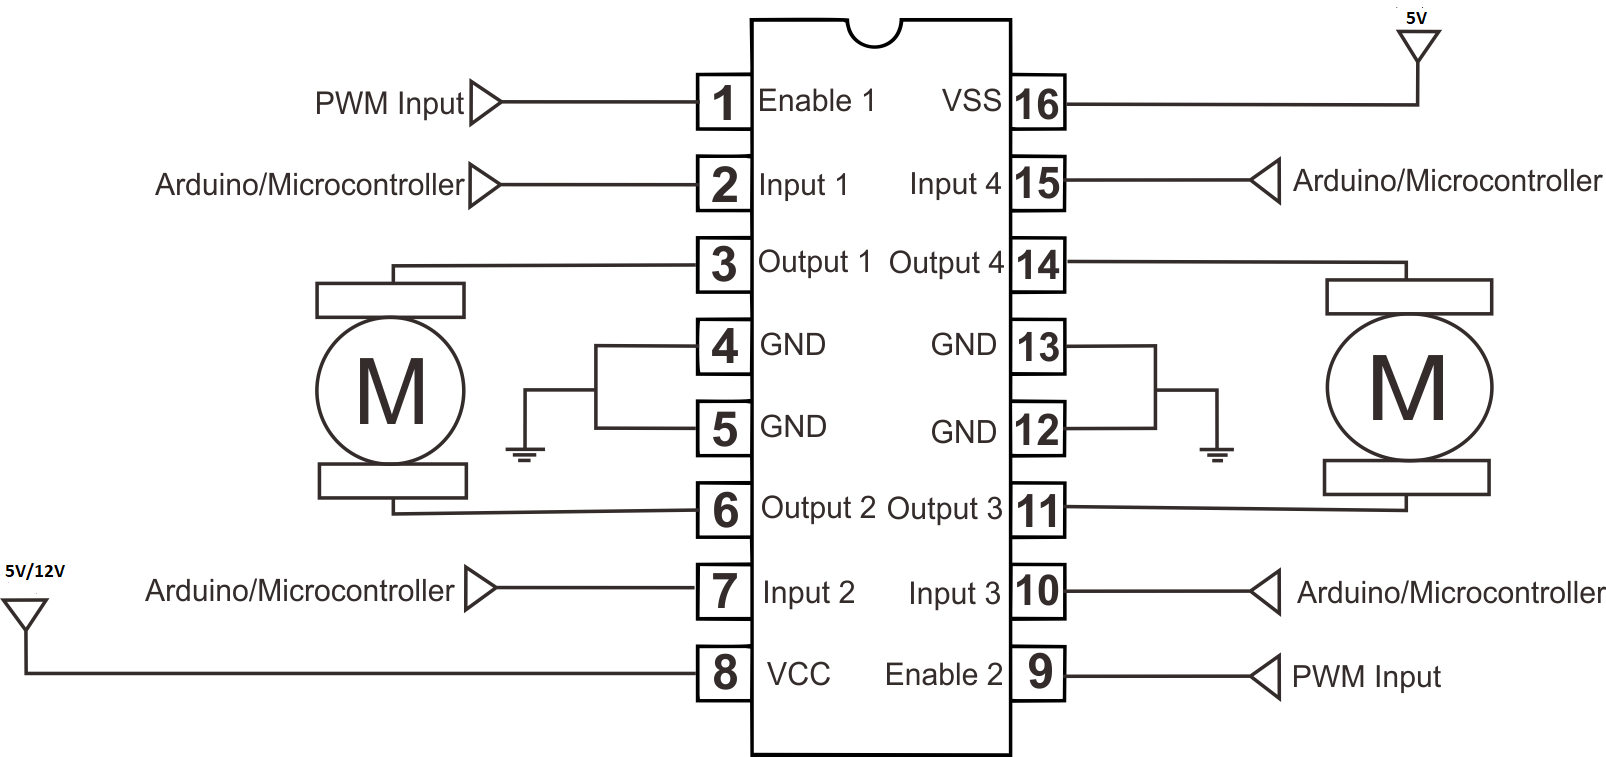 5V
PWM Input 1 Enable 1 VSS 16
Arduino/Microcontroller 2 Input 1 Input 4 15 Arduino/Microcontroller
3 Output 1 Output 4 14
M 4 GND GND 13 M
5 GND GND 12
6 Output 2 Output 3 11
5V/12V
Arduino/Microcontroller 7 Input 2 Input 3 10 Arduino/Microcontroller
8 VCC Enable 2 9 PWM Input